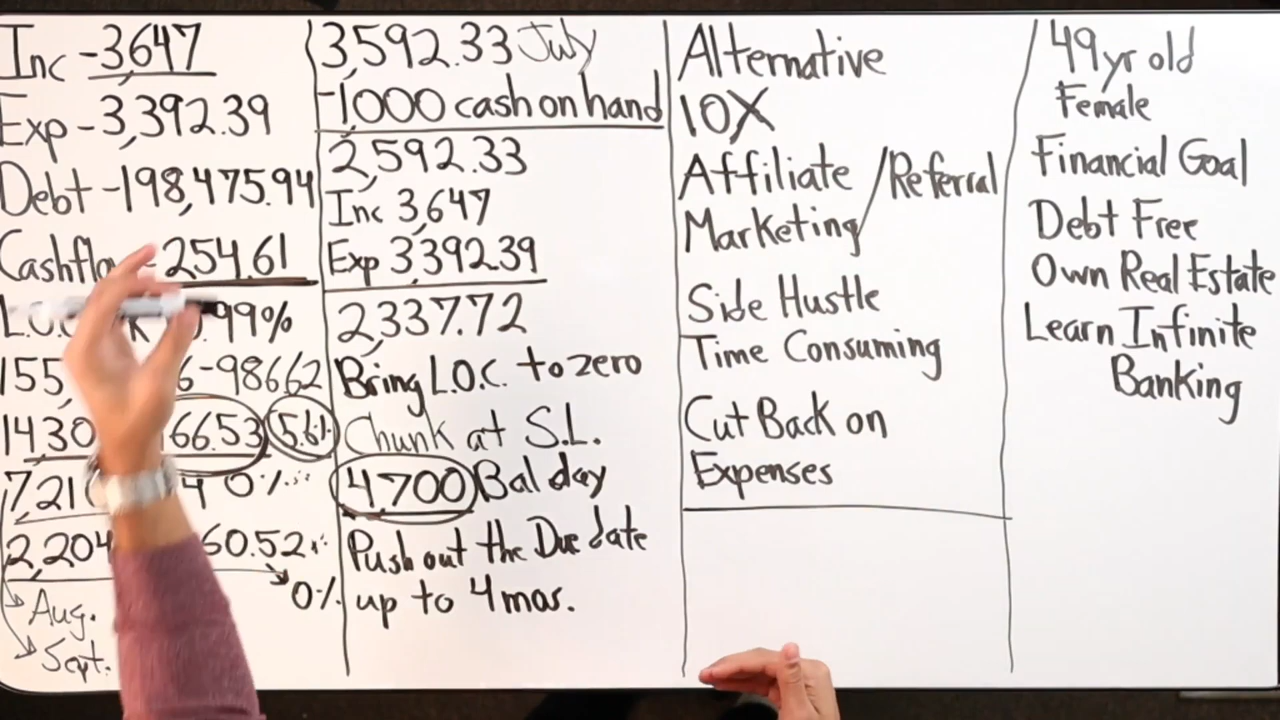 Inc - 3647
Exp - 3,392.39
Debt - 198,475.94
Cashflo - 254.61
L.O.C. .99%
155, 6 - 98662
1430 66.53 5.61.
7,210 4 0%
2,204 60.52%
0%
Aug.
Sept.
3,592.33 July
-1,000 cash on hand
2,592.33
Inc 3,647
Exp 3,392.39
2,337.72
Bring L.O.C. to zero
Chunk at S.L.
4,700 Bal day
Push out the Due date
up to 4 mos.
Alternative
10X
Affiliate / Referral
Marketing
Side Hustle
Time Consuming
Cut Back on
Expenses
49 yr old
Female
Financial Goal
Debt Free
Own Real Estate
Learn Infinite
Banking